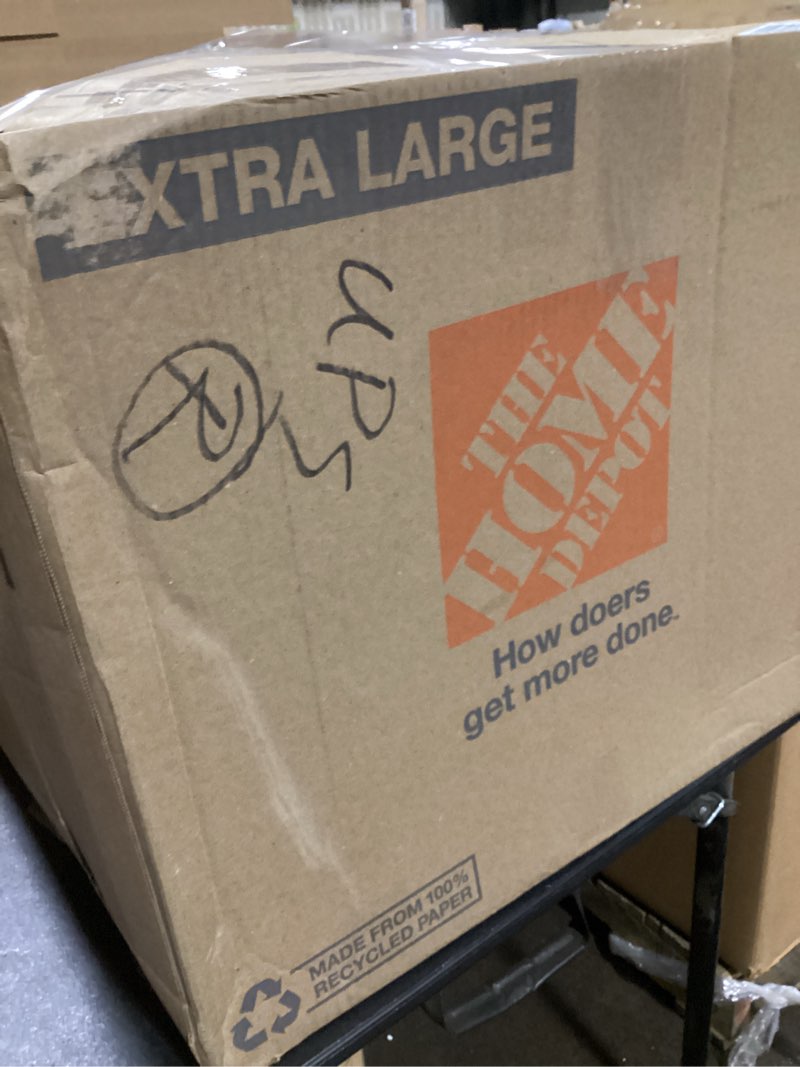 XTRA LARGE
UPS
R
THE
HOME
DEPOT
How doers
get more done.
MADE FROM 100%
RECYCLED PAPER